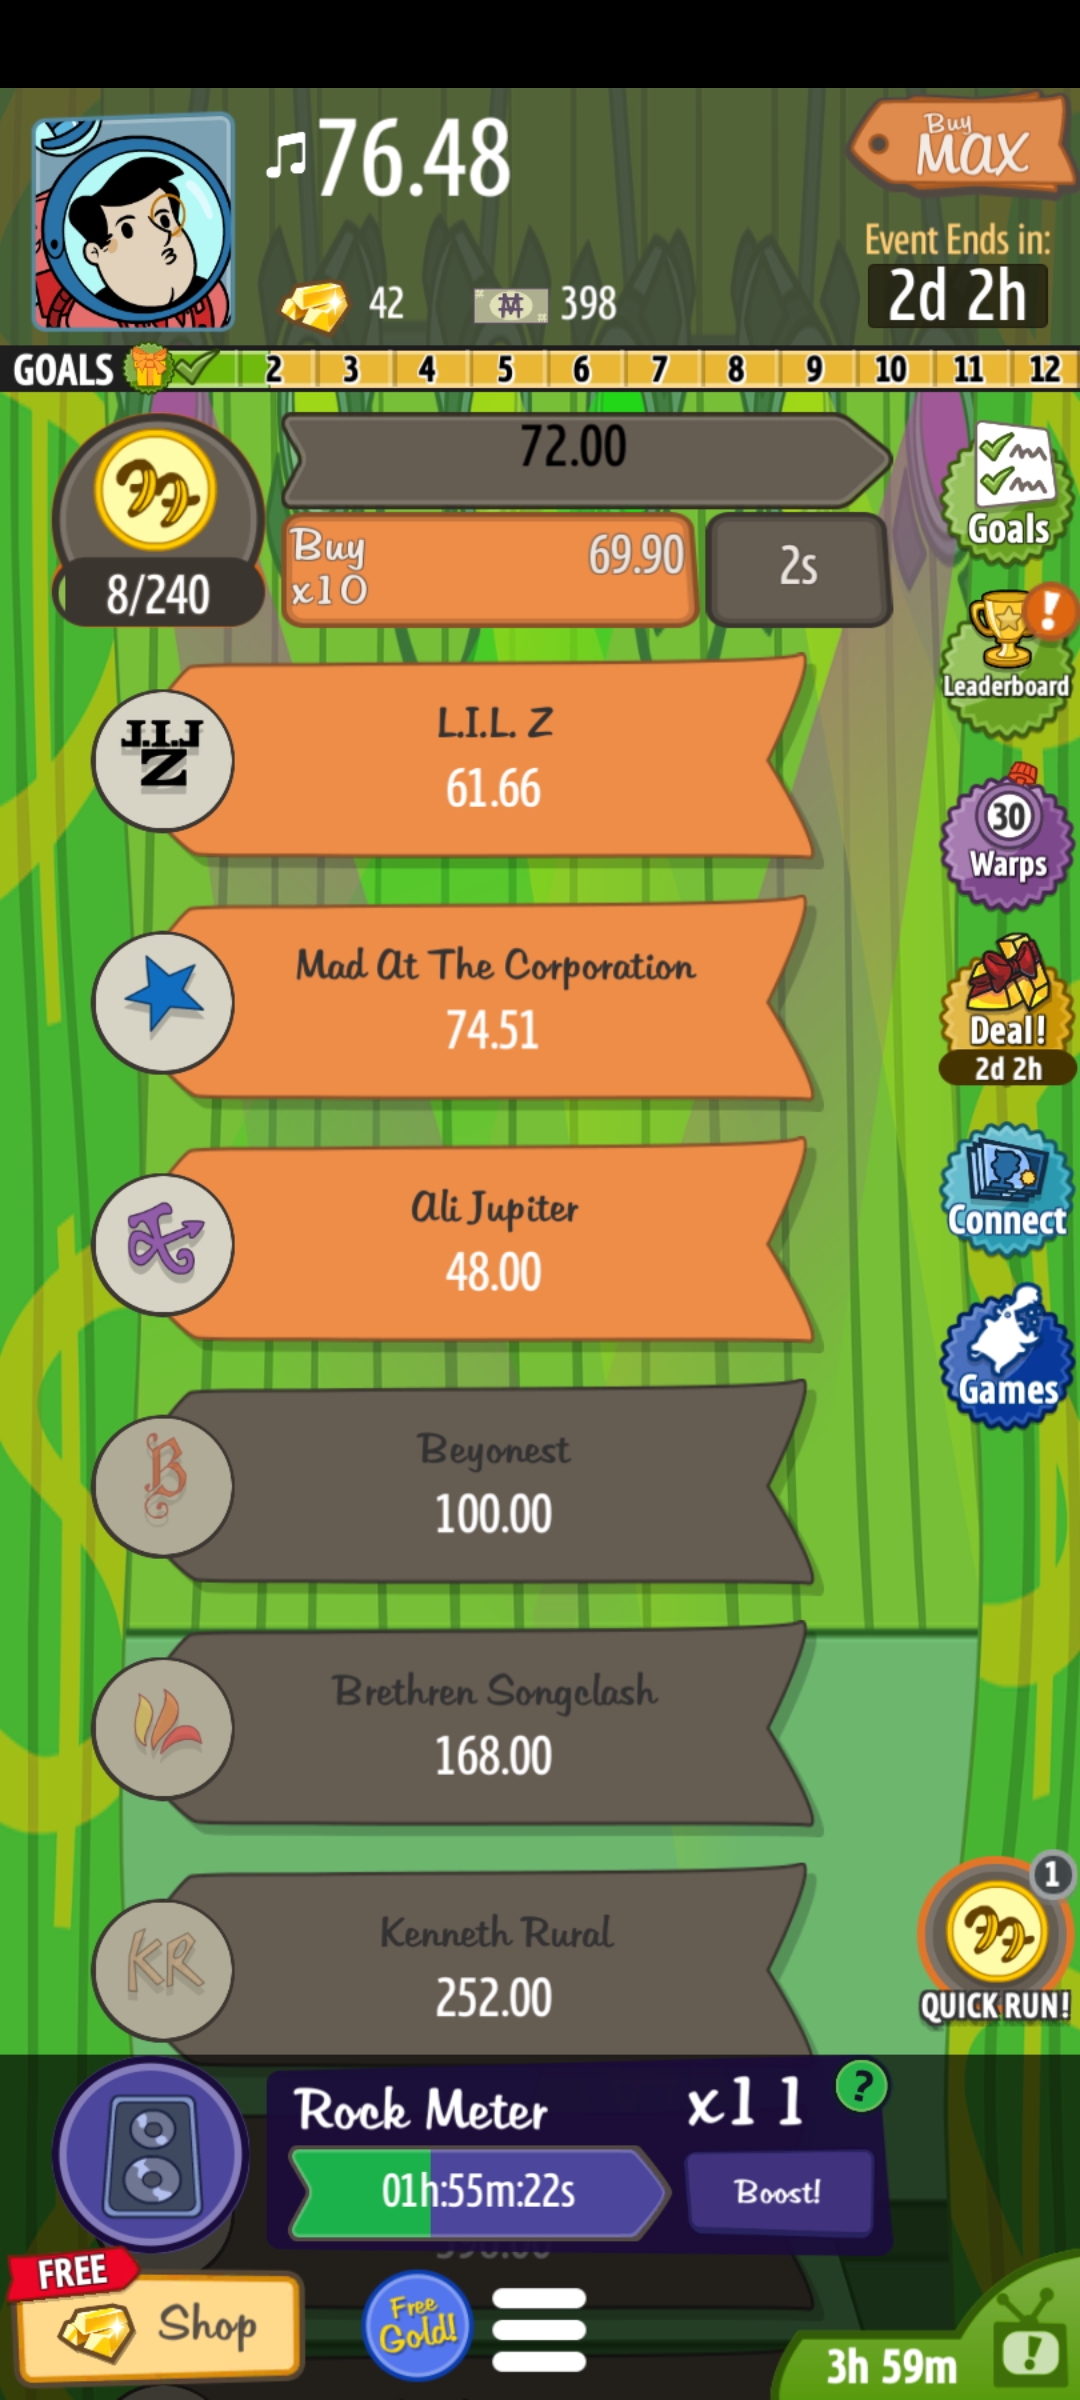 76.48
Buy
MAX
42
398
Event Ends in:
2d 2h
GOALS 2 3 4 5 6 7 8 9 10 11 12
72.00
8/240
Buy
x10
69.90
2s
Goals
Leaderboard
L.I.L. Z
61.66
L.I.L
Z
30
Warps
Mad At The Corporation
74.51
Deal!
2d 2h
Ali Jupiter
48.00
Connect
Games
Beyonest
100.00
B
Brethren Songclash
168.00
Kenneth Rural
252.00
KR
1
QUICK RUN!
Rock Meter
x11
?
01h:55m:22s
Boost!
FREE
Shop
Free
Gold!
3h 59m